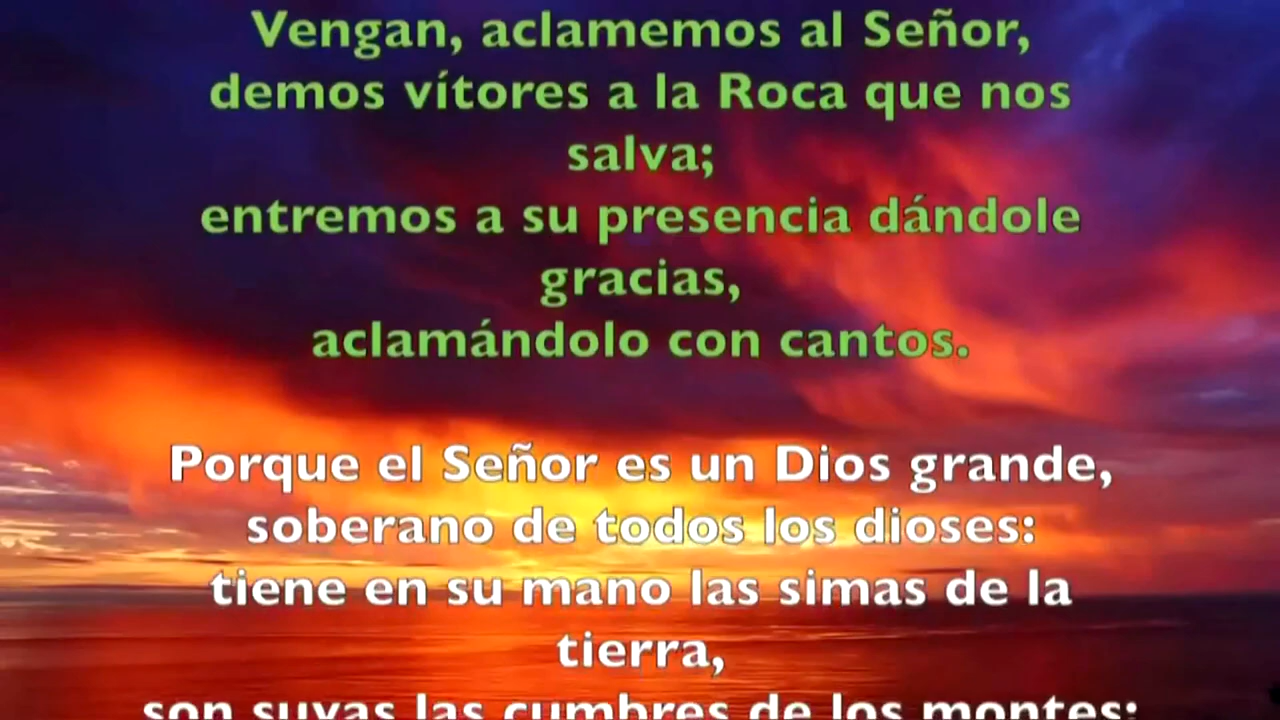 Vengan, aclamemos al Señor,
demos vítores a la Roca que nos
salva;
entremos a su presencia dándole
gracias,
aclamándolo con cantos.
Porque el Señor es un Dios grande,
soberano de todos los dioses:
tiene en su mano las simas de la
tierra,
son suyas las cumbres de los montes;